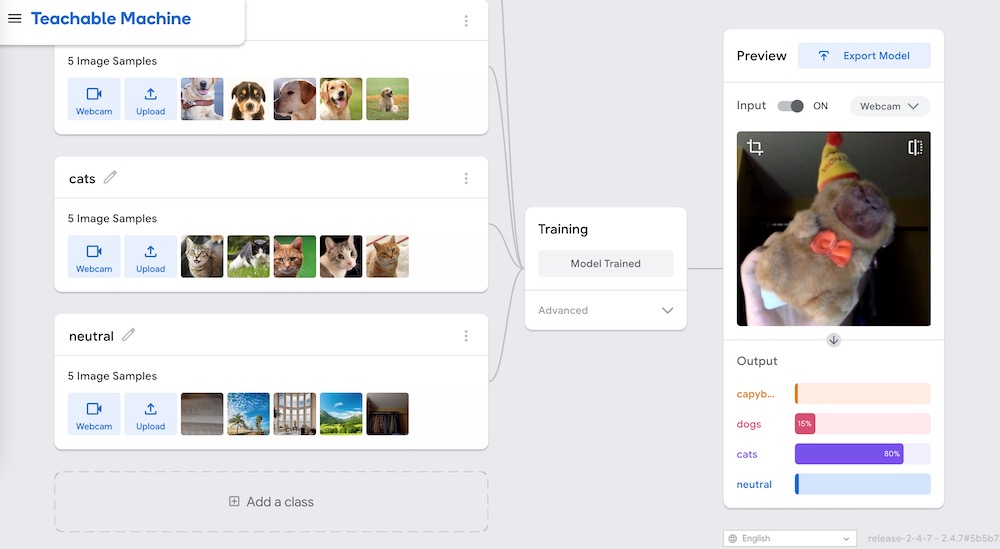 Teachable Machine
5 Image Samples
Webcam
Upload
cats
5 Image Samples
Webcam
Upload
neutral
5 Image Samples
Webcam
Upload
Add a class
Training
Model Trained
Advanced
Preview
Export Model
Input
ON
Webcam
Output
capyb...
dogs
15%
cats
80%
neutral
English
release-2-4-7 - 2.4.7#5b5b7